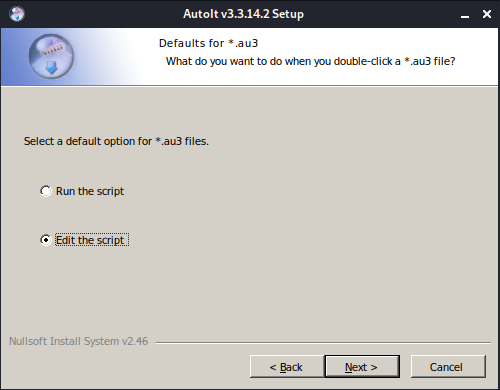 AutoIt v3.3.14.2 Setup
Defaults for *.au3
What do you want to do when you double-click a *.au3 file?
Select a default option for *.au3 files.
Run the script
Edit the script
Nullsoft Install System v2.46
< Back
Next >
Cancel